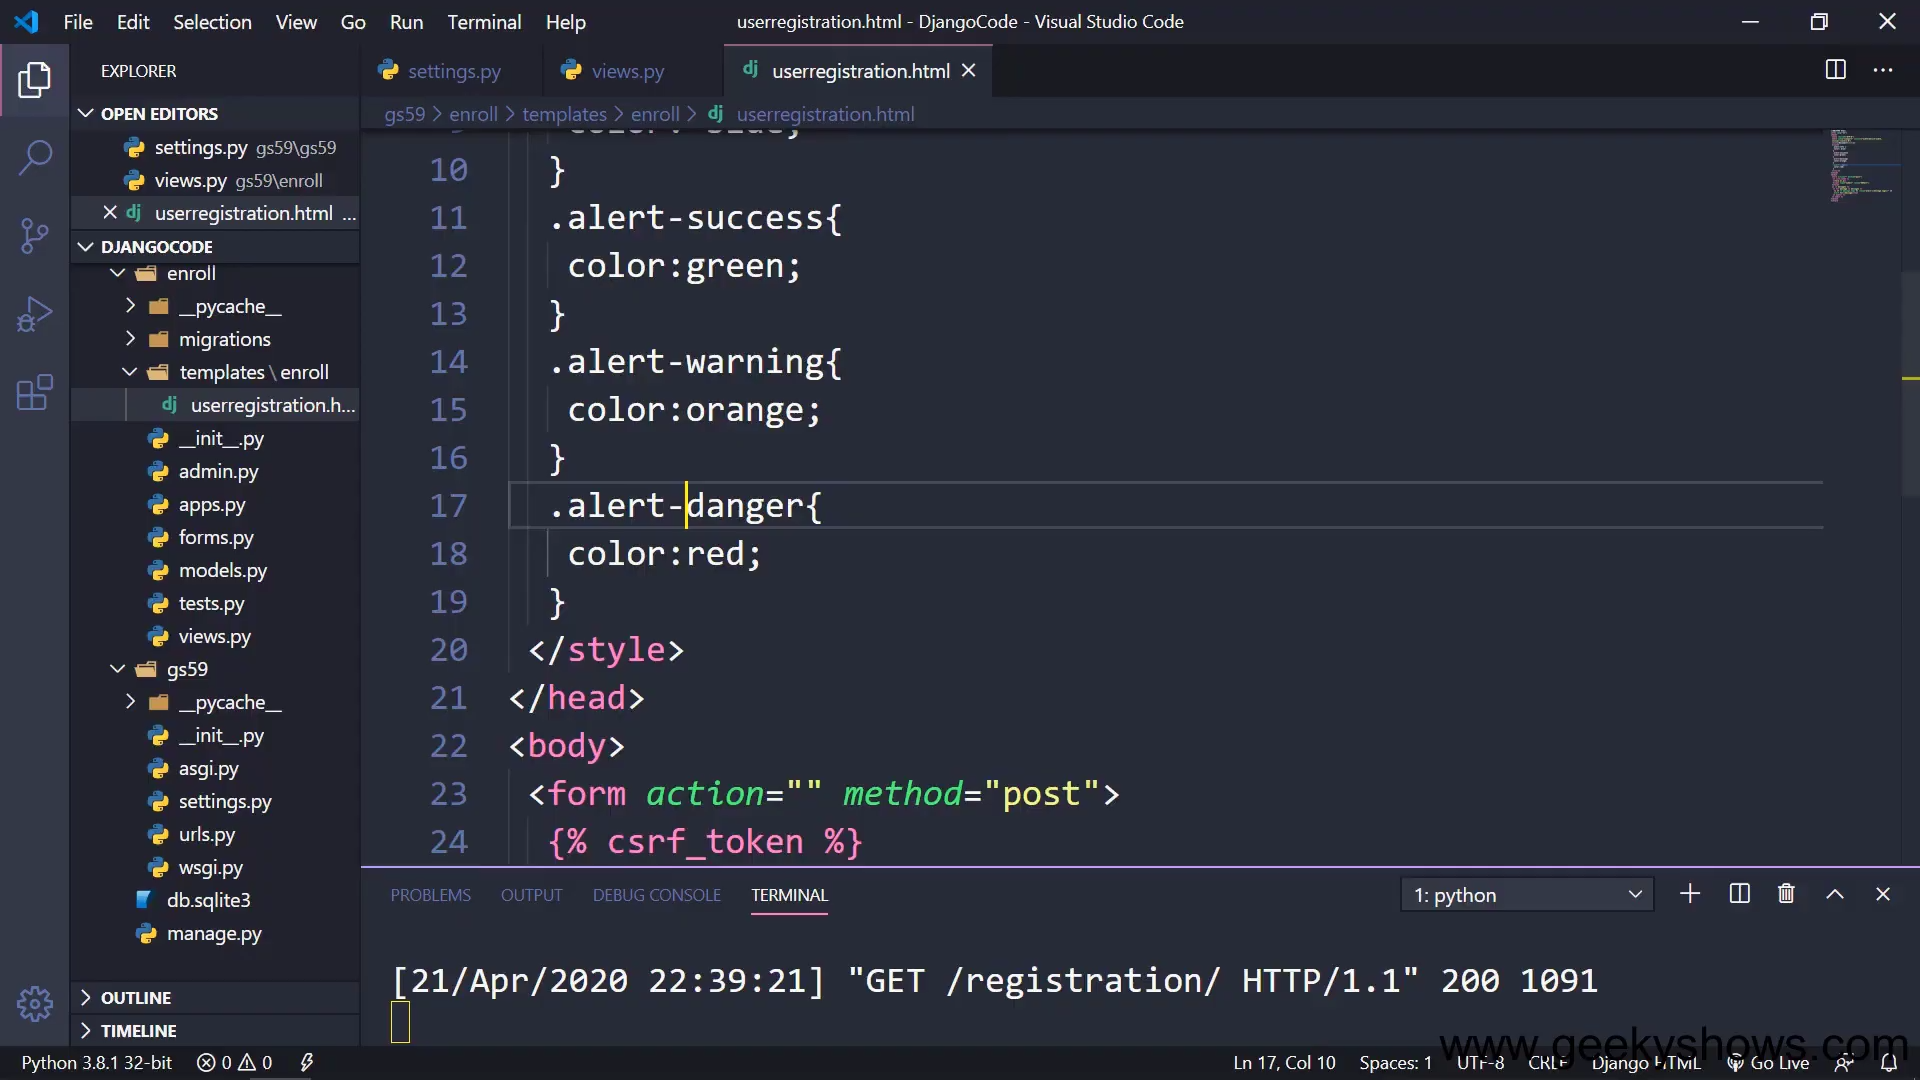 File Edit Selection View Go Run Terminal Help
userregistration.html - DjangoCode - Visual Studio Code
EXPLORER
OPEN EDITORS
settings.py gs59\gs59
views.py gs59\enroll
userregistration.html ...
DJANGOCODE
enroll
__pycache__
migrations
templates \ enroll
userregistration.h...
__init__.py
admin.py
apps.py
forms.py
models.py
tests.py
views.py
gs59
__pycache__
__init__.py
asgi.py
settings.py
urls.py
wsgi.py
db.sqlite3
manage.py
OUTLINE
TIMELINE
settings.py views.py userregistration.html
gs59 > enroll > templates > enroll > userregistration.html
10 }
11 .alert-success{
12 color:green;
13 }
14 .alert-warning{
15 color:orange;
16 }
17 .alert-danger{
18 color:red;
19 }
20 </style>
21 </head>
22 <body>
23 <form action="" method="post">
24 {% csrf_token %}
PROBLEMS OUTPUT DEBUG CONSOLE TERMINAL
1: python
[21/Apr/2020 22:39:21] "GET /registration/ HTTP/1.1" 200 1091
www.geekyshows.com
Python 3.8.1 32-bit 0 0
Ln 17, Col 10 Spaces: 1 UTF-8 CRLF Django HTML Go Live